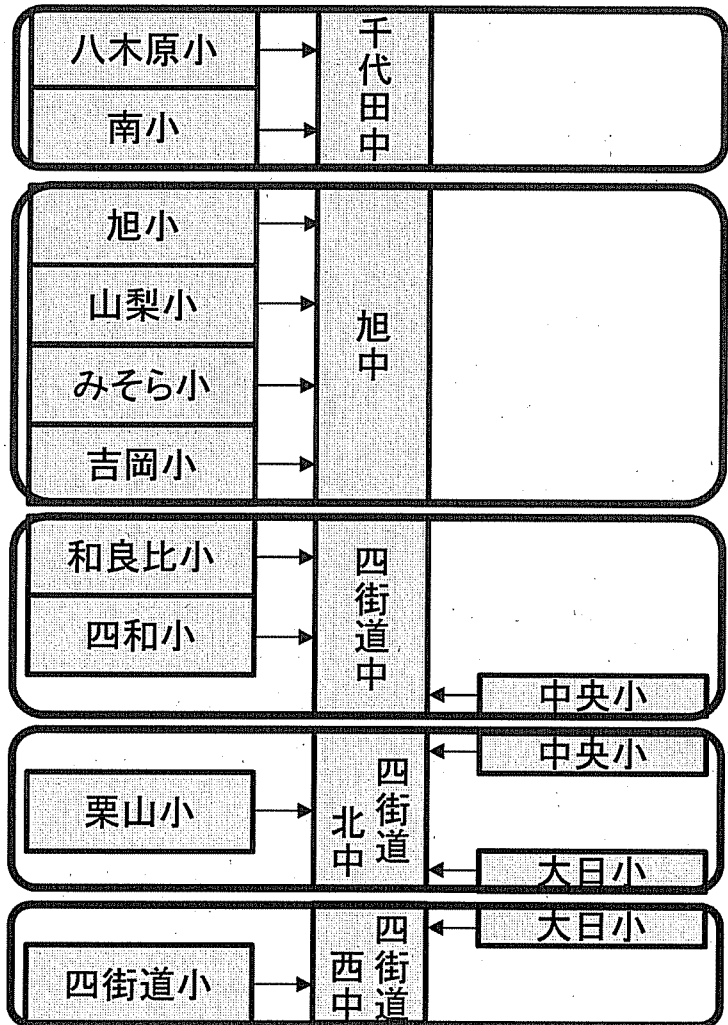 八木原小
南小
千代田中
旭小
山梨小
みそら小
吉岡小
旭中
和良比小
四和小
四街道中
中央小
栗山小
四街道
北中
中央小
大日小
四街道小
四街道
西中
大日小